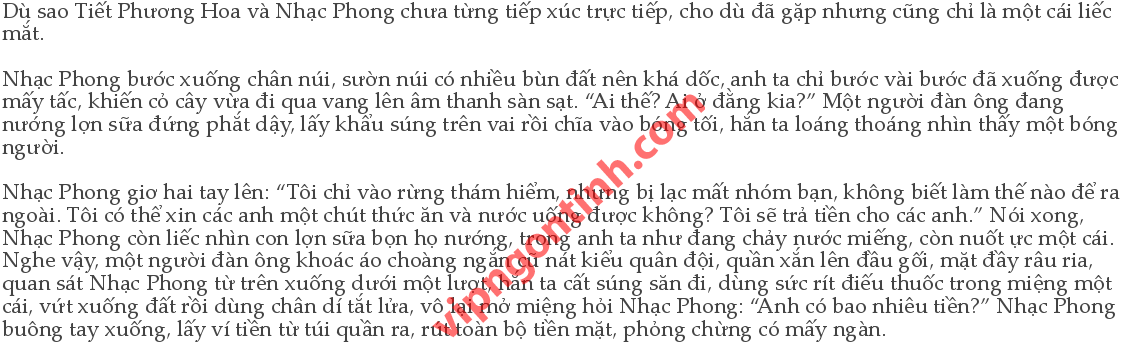 Dù sao Tiết Phương Hoa và Nhạc Phong chưa từng tiếp xúc trực tiếp, cho dù đã gặp nhưng cũng chỉ là một cái liếc
mắt.
Nhạc Phong bước xuống chân núi, sườn núi có nhiều bùn đất nên khá dốc, anh ta chỉ bước vài bước đã xuống được
mấy tấc, khiến cỏ cây vừa đi qua vang lên âm thanh sàn sạt. “Ai thế? Ai ở đằng kia?” Một người đàn ông đang
nướng lợn sữa đứng phắt dậy, lấy khẩu súng trên vai rồi chĩa vào bóng tối, hắn ta loáng thoáng nhìn thấy một bóng
người.
Nhạc Phong giơ hai tay lên: “Tôi chỉ vào rừng thám hiểm, nhưng bị lạc mất nhóm bạn, không biết làm thế nào để ra
ngoài. Tôi có thể xin các anh một chút thức ăn và nước uống được không? Tôi sẽ trả tiền cho các anh.” Nói xong,
Nhạc Phong còn liếc nhìn con lợn sữa bọn họ nướng, trong anh ta như đang chảy nước miếng, còn nuốt ực một cái.
Nghe vậy, một người đàn ông khoác áo choàng ngắn cũ nát kiểu quân đội, quần xắn lên đầu gối, mặt đầy râu ria,
quan sát Nhạc Phong từ trên xuống dưới một lượt, hắn ta cất súng săn đi, dùng sức rít điếu thuốc trong miệng một
cái, vứt xuống đất rồi dùng chân dí tắt lửa, vô lại mở miệng hỏi Nhạc Phong: “Anh có bao nhiêu tiền?” Nhạc Phong
buông tay xuống, lấy ví tiền từ túi quần ra, rút toàn bộ tiền mặt, phỏng chừng có mấy ngàn.
vipngontinh.com